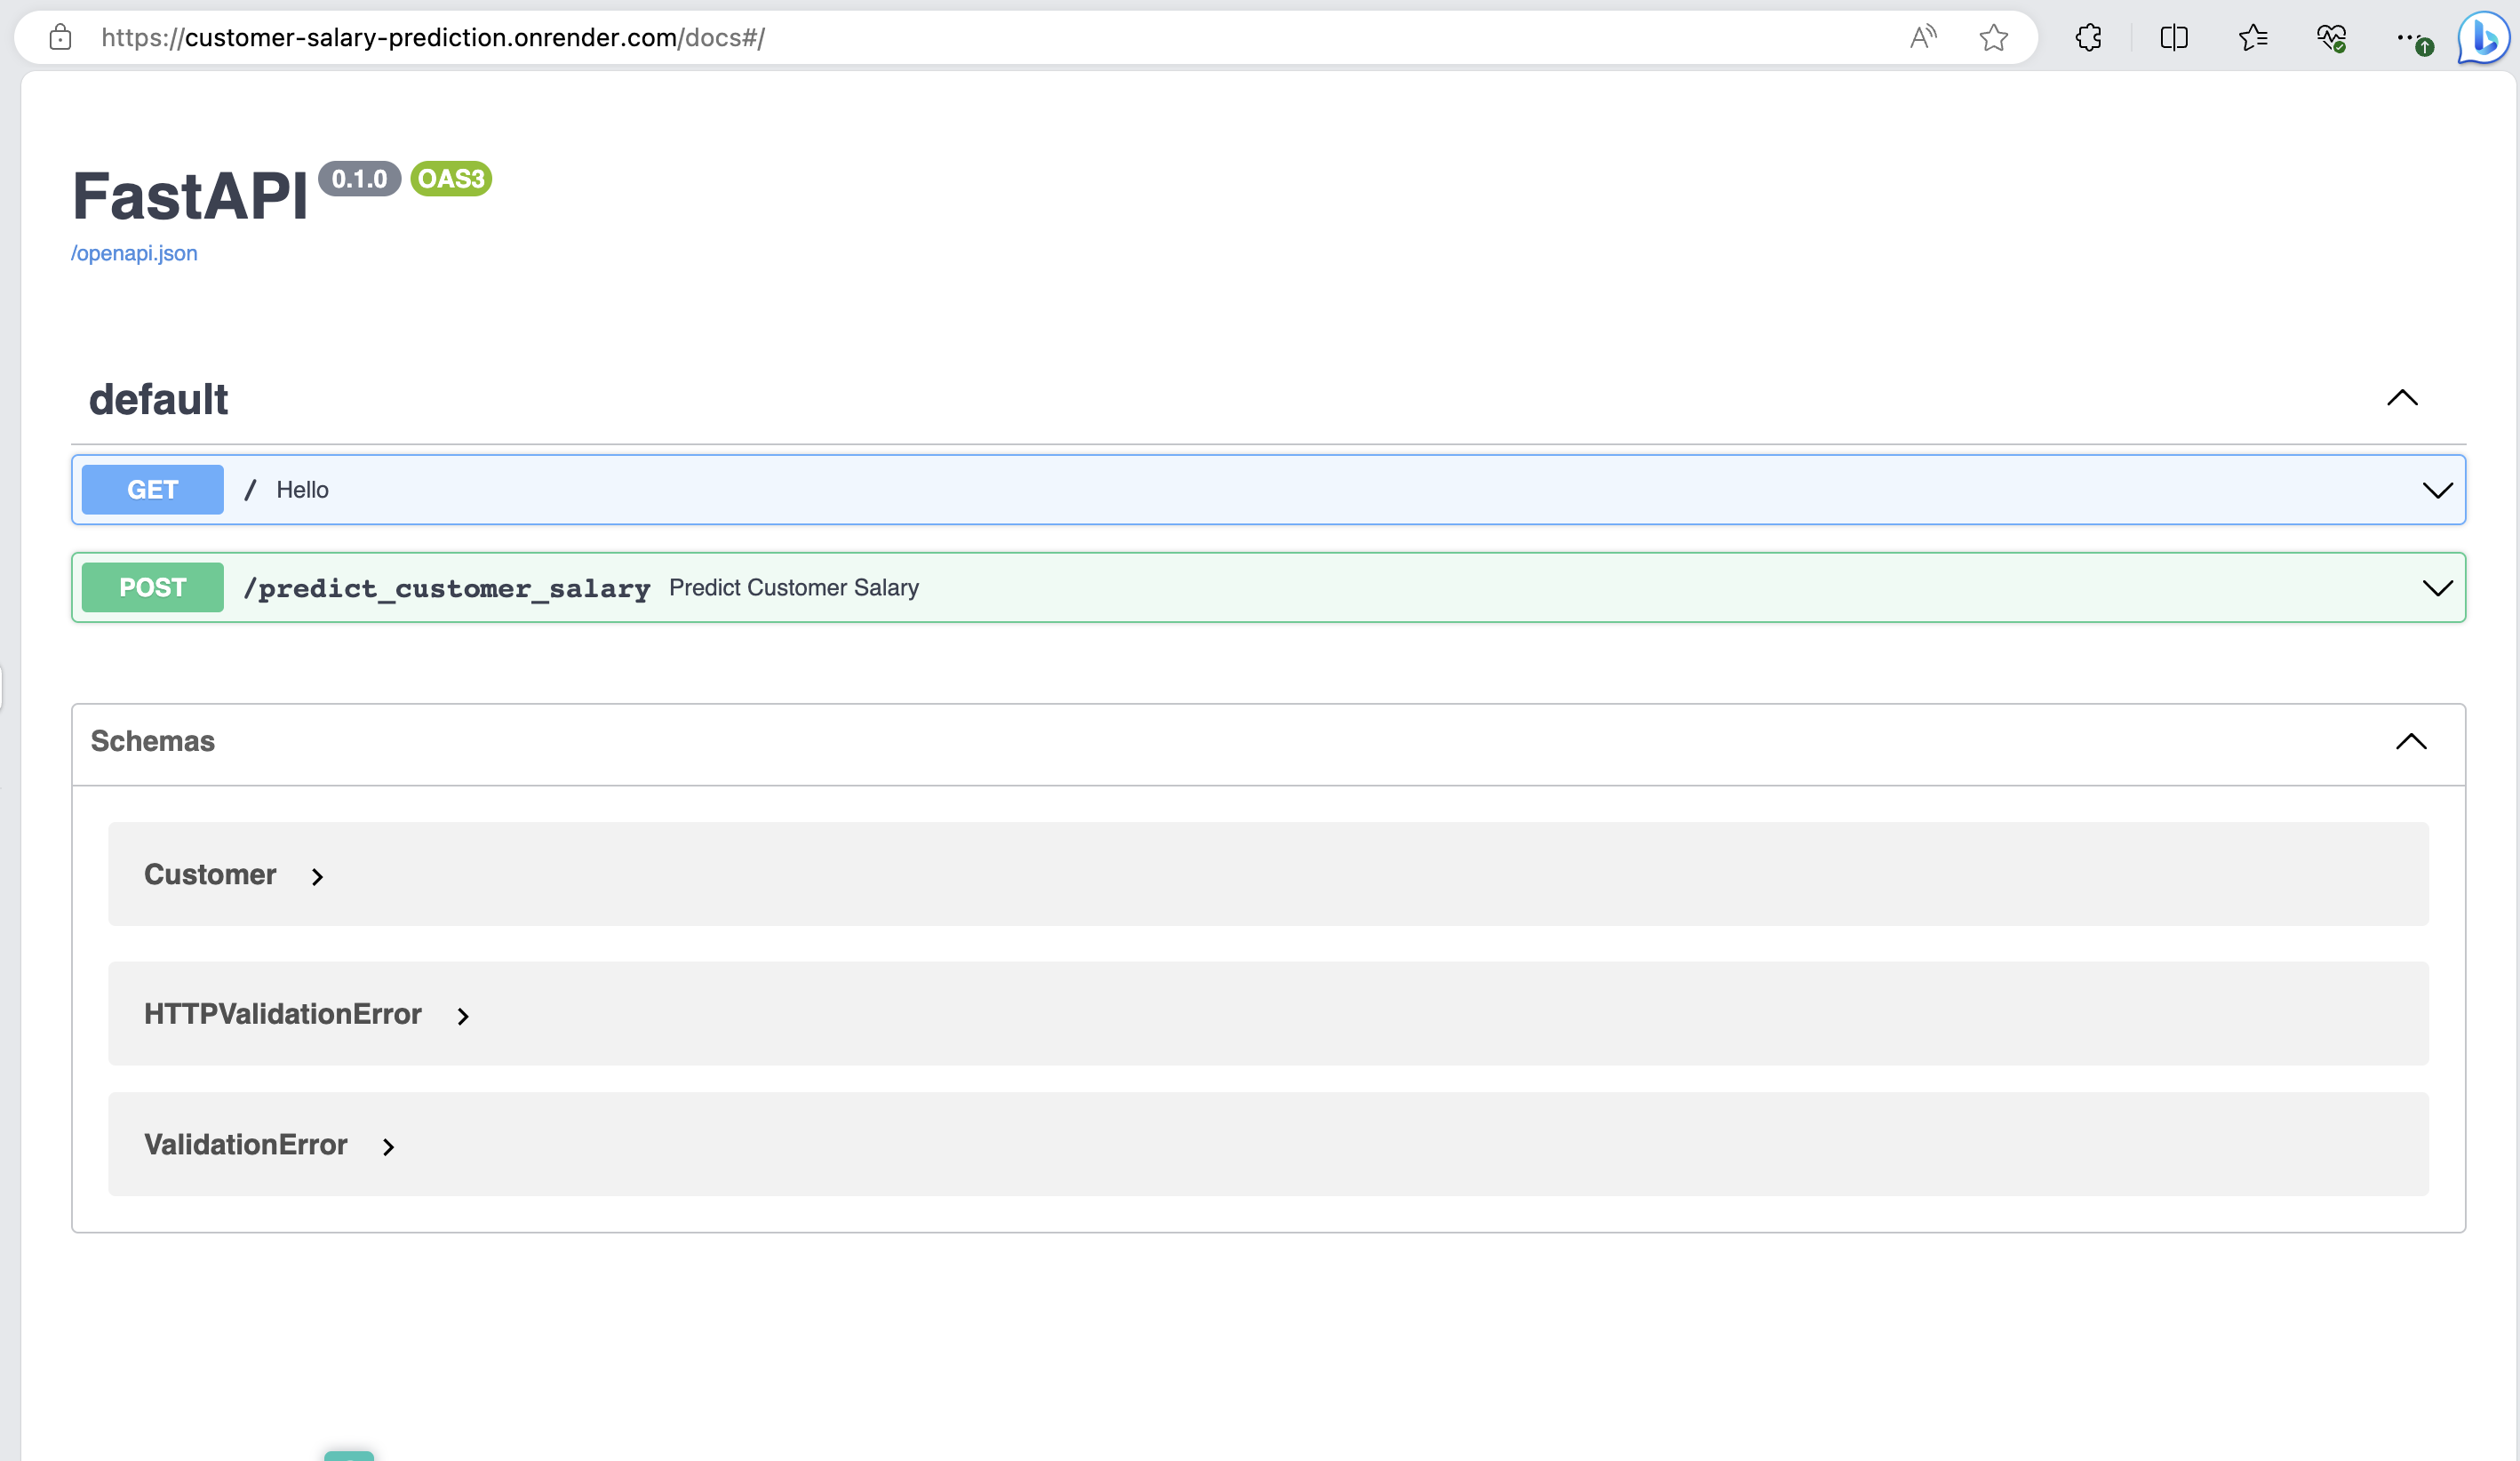 https://customer-salary-prediction.onrender.com/docs#/
FastAPI 0.1.0 OAS3
/openapi.json
default
GET / Hello
POST /predict_customer_salary Predict Customer Salary
Schemas
Customer
HTTPValidationError
ValidationError